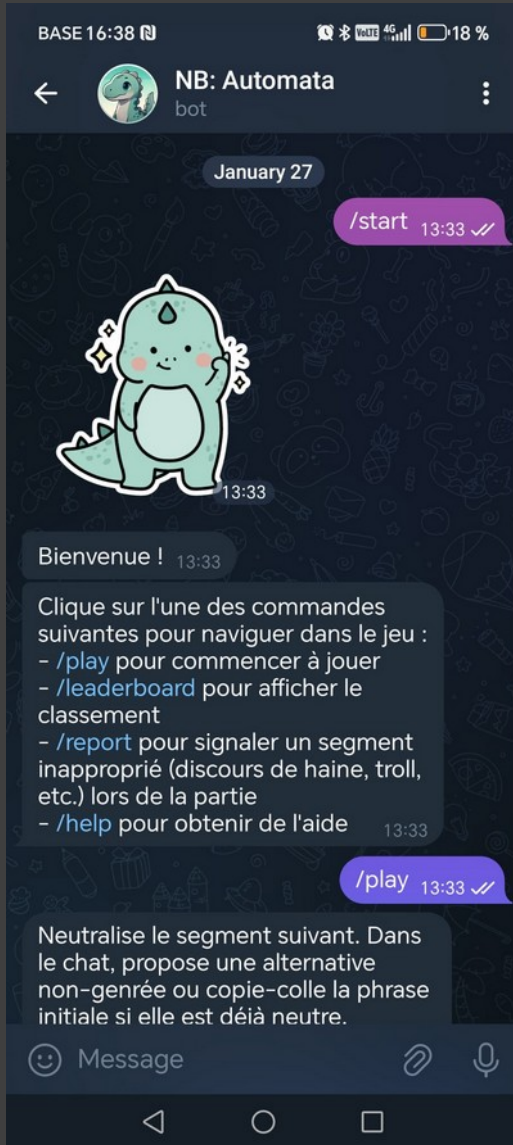 BASE 16:38
VoLTE 4G 18 %
NB: Automata
bot
January 27
/start 13:33
13:33
Bienvenue ! 13:33
Clique sur l'une des commandes
suivantes pour naviguer dans le jeu :
- /play pour commencer à jouer
- /leaderboard pour afficher le
classement
- /report pour signaler un segment
inapproprié (discours de haine, troll,
etc.) lors de la partie
- /help pour obtenir de l'aide 13:33
/play 13:33
Neutralise le segment suivant. Dans
le chat, propose une alternative
non-genrée ou copie-colle la phrase
initiale si elle est déjà neutre.
Message